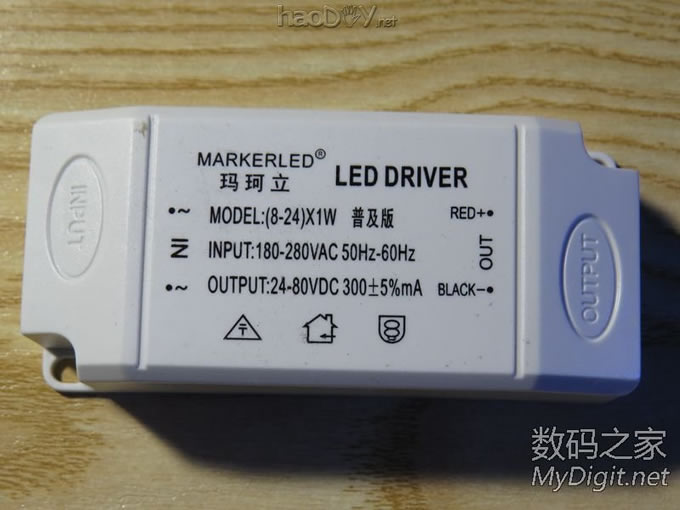 haoDIY.net
MARKERLED®
玛珂立
LED DRIVER
INPUT
IN
•~ MODEL:(8-24)X1W 普及版 RED+•
INPUT:180-280VAC 50Hz-60Hz
•~ OUTPUT:24-80VDC 300±5%mA BLACK-•
OUT
OUTPUT
T
数码之家
MyDigit.net